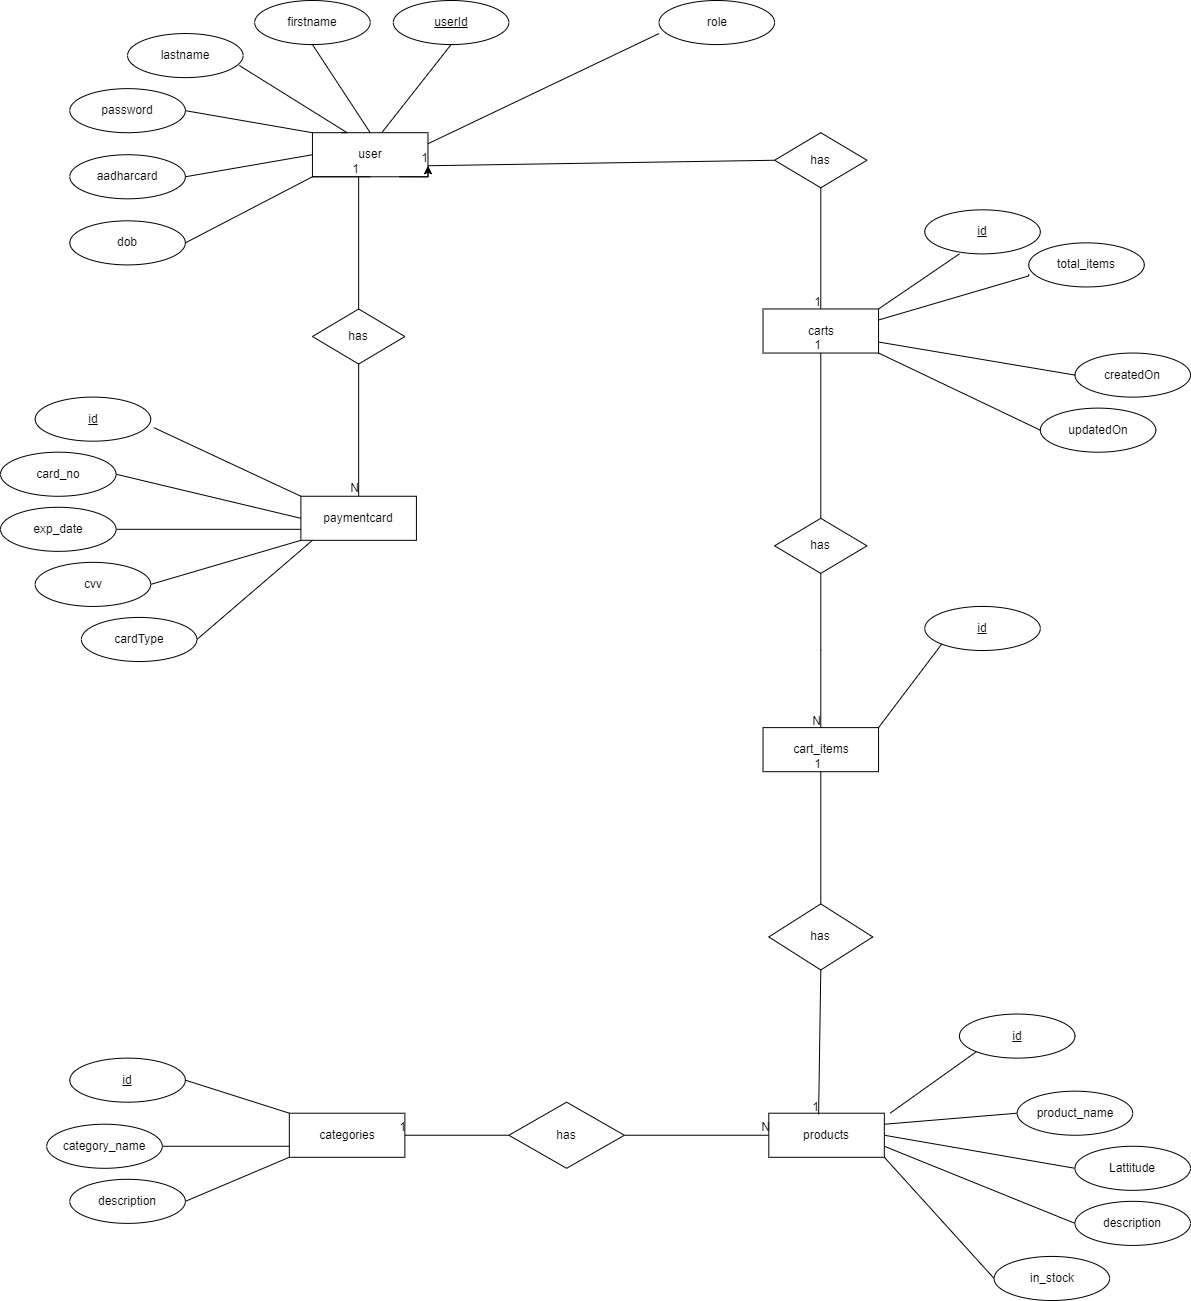 firstname
userId
role
lastname
password
user
1
1
has
aadharcard
dob
id
total_items
1
carts
1
has
createdOn
updatedOn
id
card_no
N
paymentcard
exp_date
has
cvv
cardType
id
N
cart_items
1
has
id
1
id
product_name
1
N
categories
has
products
category_name
Lattitude
description
description
in_stock